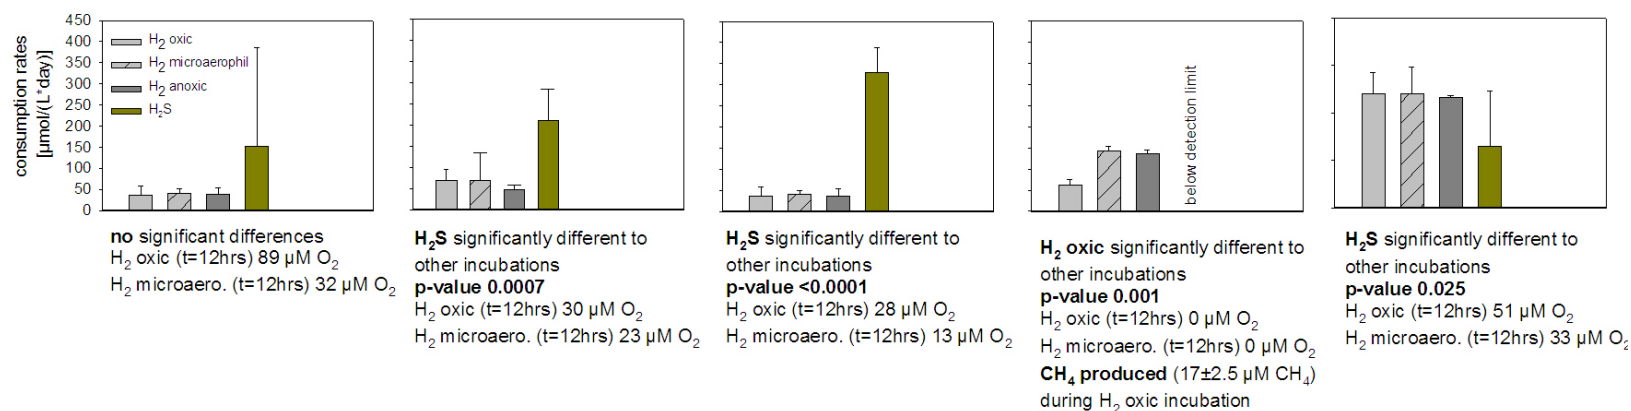 consumption rates
[µmol/(L*day)]
450
400
350
300
250
200
150
100
50
0
H2 oxic
H2 microaerophil
H2 anoxic
H2S
below detection limit
no significant differences
H2 oxic (t=12hrs) 89 µM O2
H2 microaero. (t=12hrs) 32 µM O2
H2S significantly different to
other incubations
p-value 0.0007
H2 oxic (t=12hrs) 30 µM O2
H2 microaero. (t=12hrs) 23 µM O2
H2S significantly different to
other incubations
p-value <0.0001
H2 oxic (t=12hrs) 28 µM O2
H2 microaero. (t=12hrs) 13 µM O2
H2 oxic significantly different to
other incubations
p-value 0.001
H2 oxic (t=12hrs) 0 µM O2
H2 microaero. (t=12hrs) 0 µM O2
CH4 produced (17±2.5 µM CH4)
during H2 oxic incubation
H2S significantly different to
other incubations
p-value 0.025
H2 oxic (t=12hrs) 51 µM O2
H2 microaero. (t=12hrs) 33 µM O2